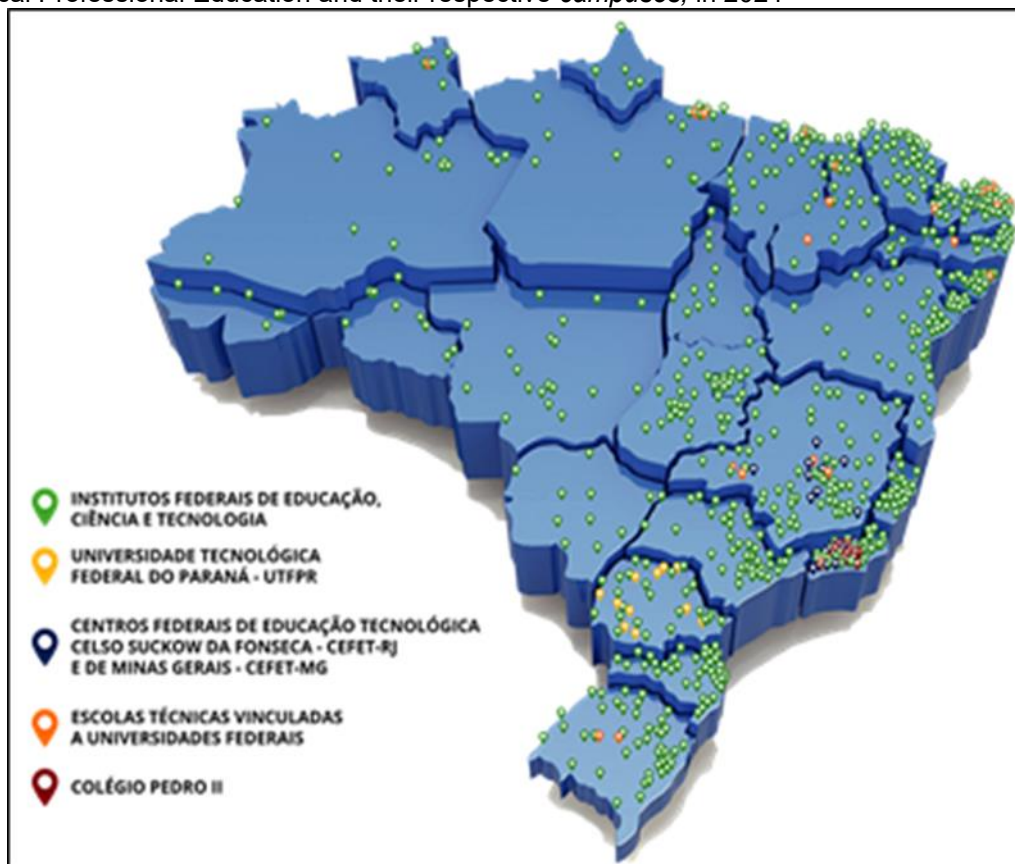 cal Professional Education and their respective campuses, in 2024
INSTITUTOS FEDERAIS DE EDUCAÇÃO,
CIÊNCIA E TECNOLOGIA
UNIVERSIDADE TECNOLÓGICA
FEDERAL DO PARANÁ - UTFPR
CENTROS FEDERAIS DE EDUCAÇÃO TECNOLÓGICA
CELSO SUCKOW DA FONSECA - CEFET-RJ
E DE MINAS GERAIS - CEFET-MG
ESCOLAS TÉCNICAS VINCULADAS
A UNIVERSIDADES FEDERAIS
COLÉGIO PEDRO II